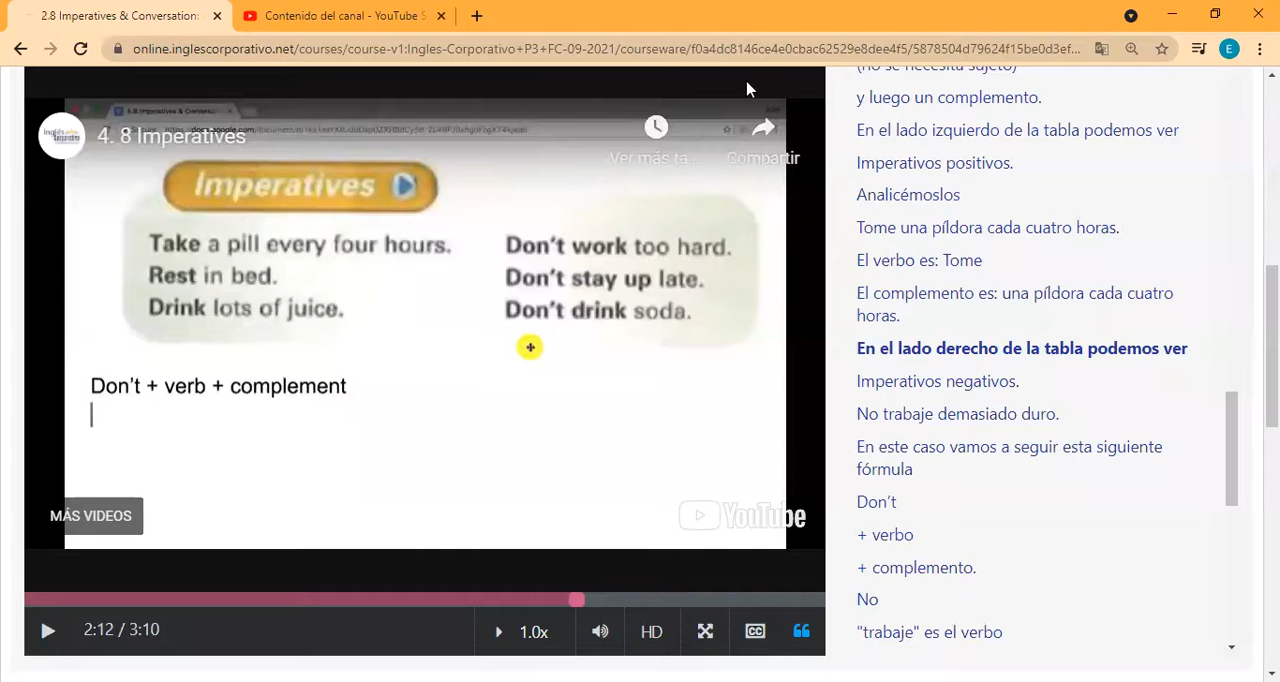 2.8 Imperatives & Conversation:
Contenido del canal - YouTube S
online.inglescorporativo.net/courses/course-v1:Ingles-Corporativo+P3+FC-09-2021/courseware/f0a4dc8146ce4e0cbac62529e8dee4f5/5878504d79624f15be0d3ef...
E
4. 8 Imperatives
Ver más ta...
Compartir
Imperatives
Take a pill every four hours.
Rest in bed.
Drink lots of juice.
Don't work too hard.
Don't stay up late.
Don't drink soda.
Don't + verb + complement
MÁS VIDEOS
YouTube
2:12 / 3:10
1.0x
HD
CC
(no se necesita sujeto)
y luego un complemento.
En el lado izquierdo de la tabla podemos ver
Imperativos positivos.
Analicémoslos
Tome una píldora cada cuatro horas.
El verbo es: Tome
El complemento es: una píldora cada cuatro
horas.
En el lado derecho de la tabla podemos ver
Imperativos negativos.
No trabaje demasiado duro.
En este caso vamos a seguir esta siguiente
fórmula
Don't
+ verbo
+ complemento.
No
"trabaje" es el verbo